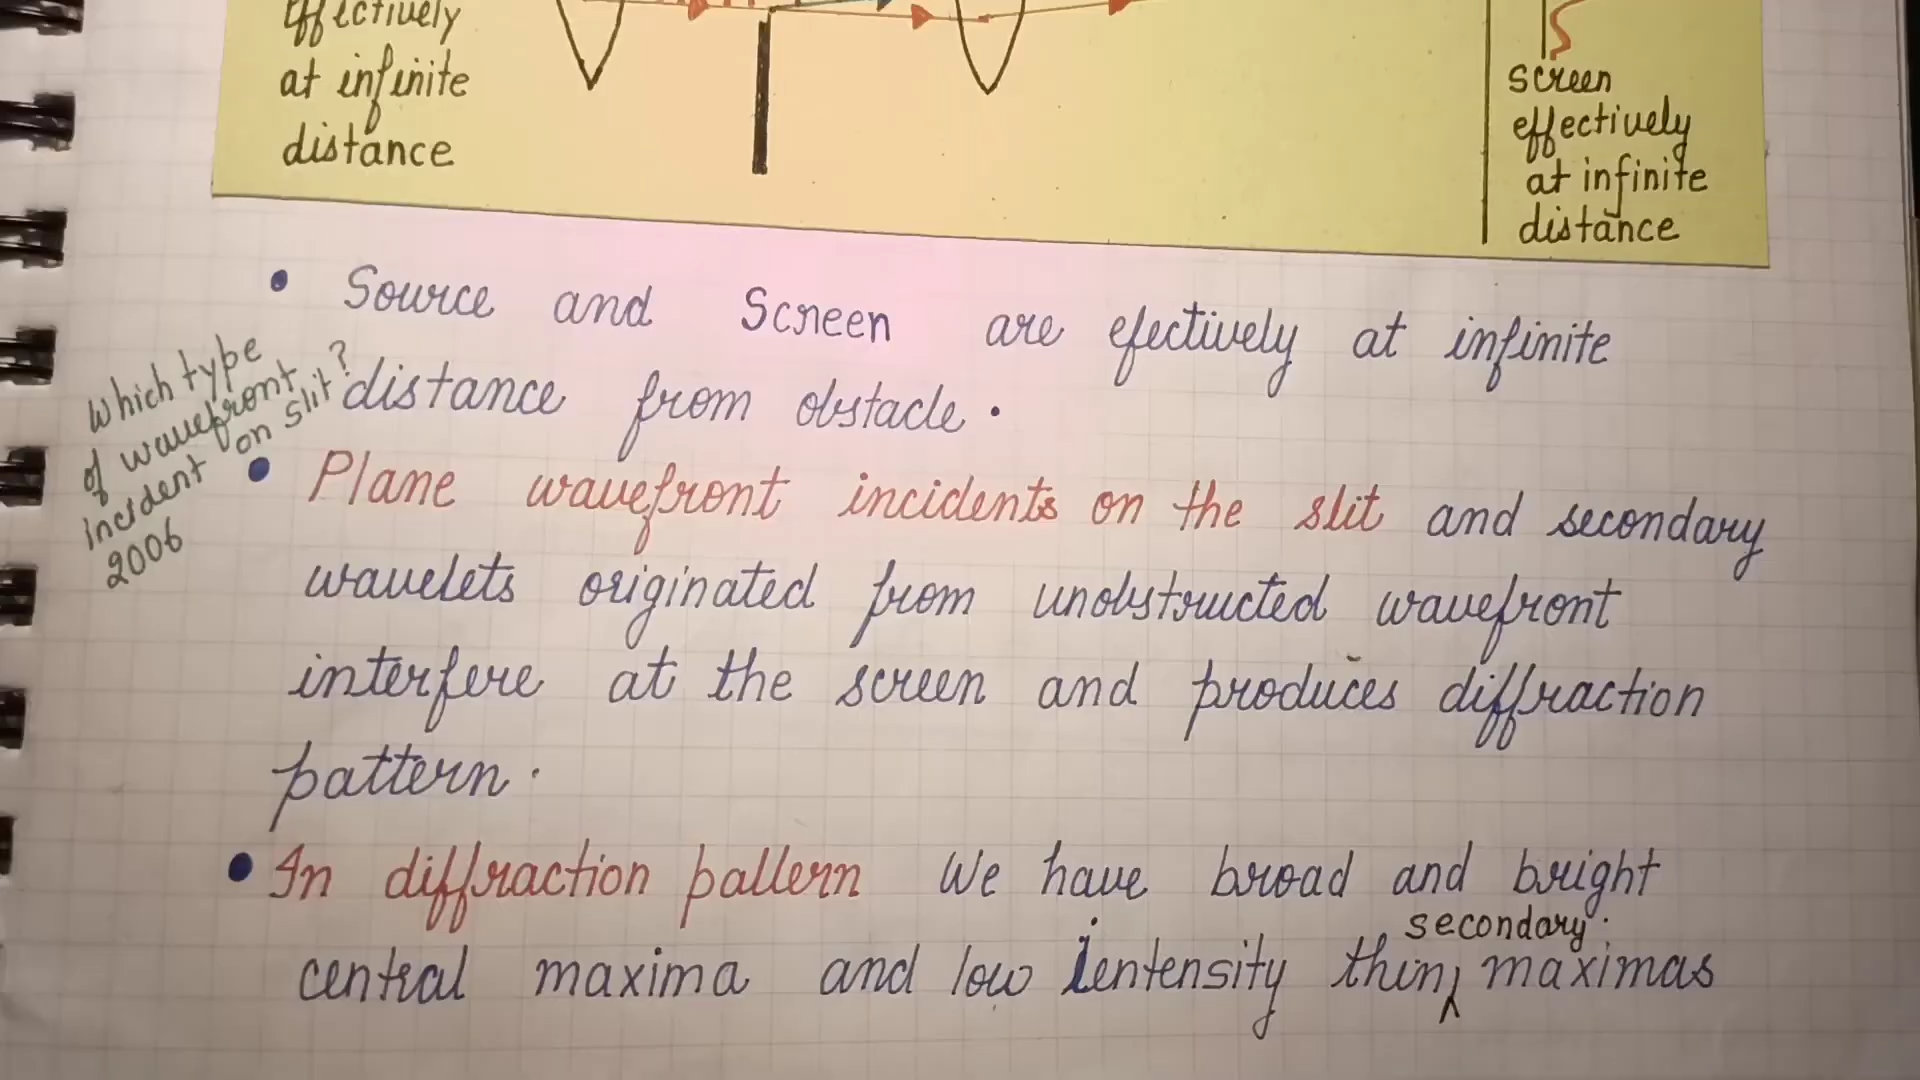 Effectively
at infinite
distance
screen
effectively
at infinite
distance
• Source and Screen are efectively at infinite
distance from obstacle.
which type
of wavefront
incident on slit?
2006
• Plane wavefront incidents on the slit and secondary
wavelets originated from unobstructed wavefront
interfere at the screen and produces diffraction
pattern.
• In diffraction pallern we have broad and bright
secondary.
central maxima and low intensity thin maximas